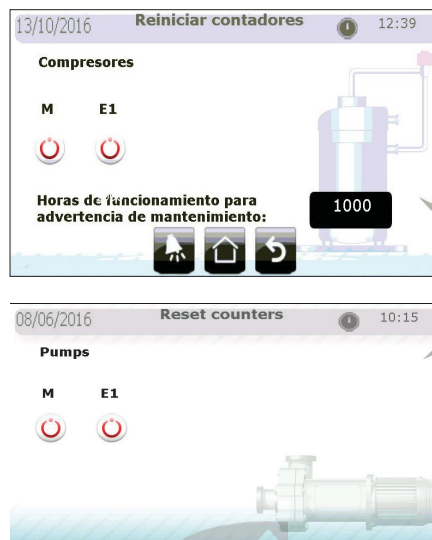 13/10/2016 Reiniciar contadores 12:39
Compresores
M E1
Horas de funcionamiento para
advertencia de mantenimiento: 1000
08/06/2016 Reset counters 10:15
Pumps
M E1